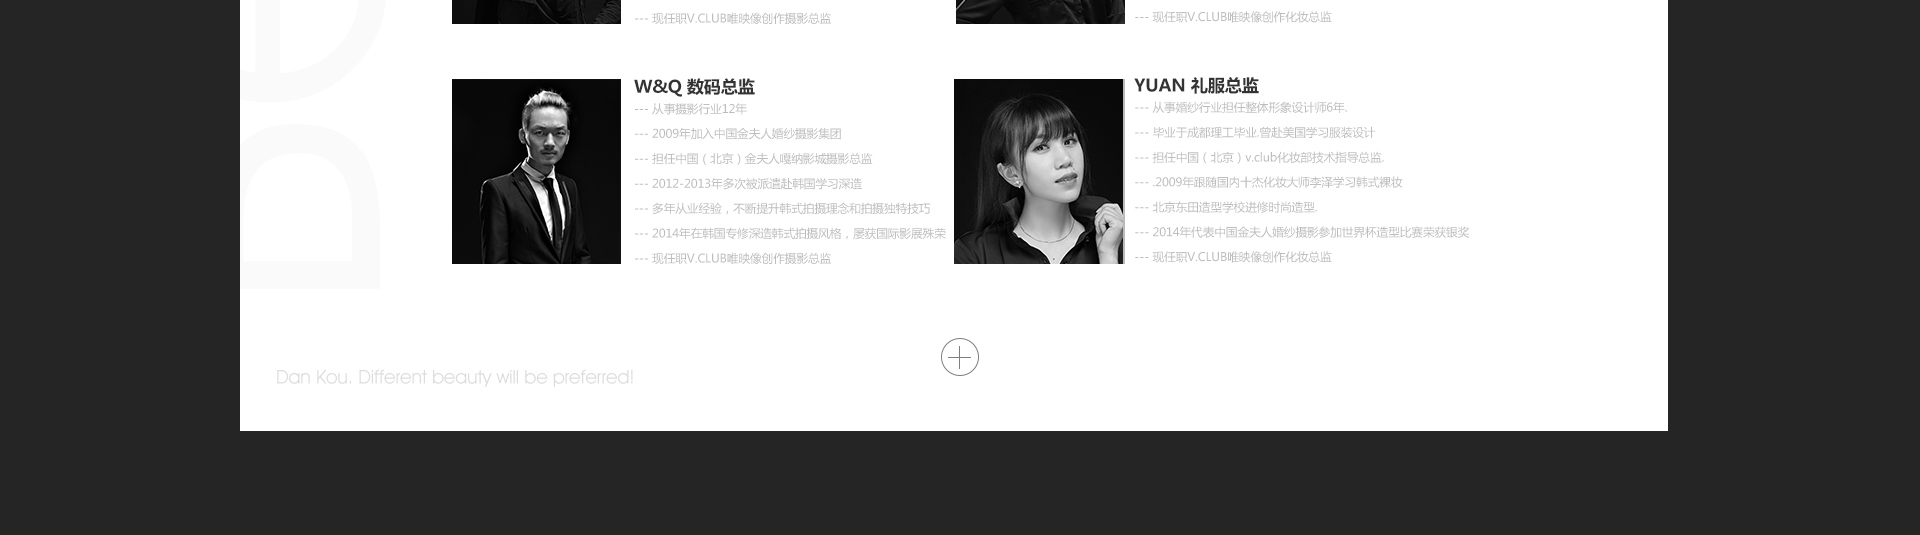 --- 现任职V.CLUB唯映像创作摄影总监
--- 现任职V.CLUB唯映像创作化妆总监
W&Q 数码总监
--- 从事摄影行业12年
--- 2009年加入中国金夫人婚纱摄影集团
--- 担任中国（北京）金夫人嘎纳影城摄影总监
--- 2012-2013年多次被派遣赴韩国学习深造
--- 多年从业经验，不断提升韩式拍摄理念和拍摄独特技巧
--- 2014年在韩国专修深造韩式拍摄风格，屡获国际影展殊荣
--- 现任职V.CLUB唯映像创作摄影总监
YUAN 礼服总监
--- 从事婚纱行业担任整体形象设计师6年.
--- 毕业于成都理工毕业.曾赴美国学习服装设计
--- 担任中国（北京）v.club化妆部技术指导总监.
--- .2009年跟随国内十杰化妆大师李泽学习韩式裸妆
--- 北京东田造型学校进修时尚造型.
--- 2014年代表中国金夫人婚纱摄影参加世界杯造型比赛荣获银奖
--- 现任职V.CLUB唯映像创作化妆总监
Dan Kou. Different beauty will be preferred!